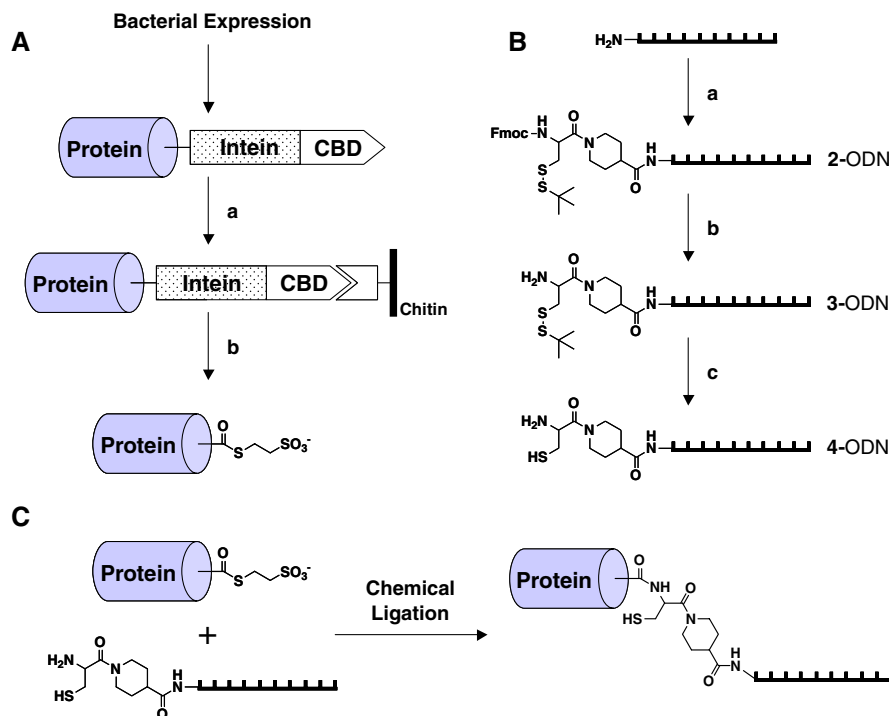 A
Bacterial Expression
Protein
Intein
CBD
a
Protein
Intein
CBD
Chitin
b
Protein
O
S
SO₃⁻
B
H₂N
a
Fmoc
H
N
O
N
S
S
O
H
N
2-ODN
b
H₂N
O
N
S
S
O
H
N
3-ODN
c
H₂N
O
N
HS
O
H
N
4-ODN
C
Protein
O
S
SO₃⁻
+
H₂N
O
N
HS
O
H
N
Chemical
Ligation
Protein
O
H
N
O
HS
N
O
H
N